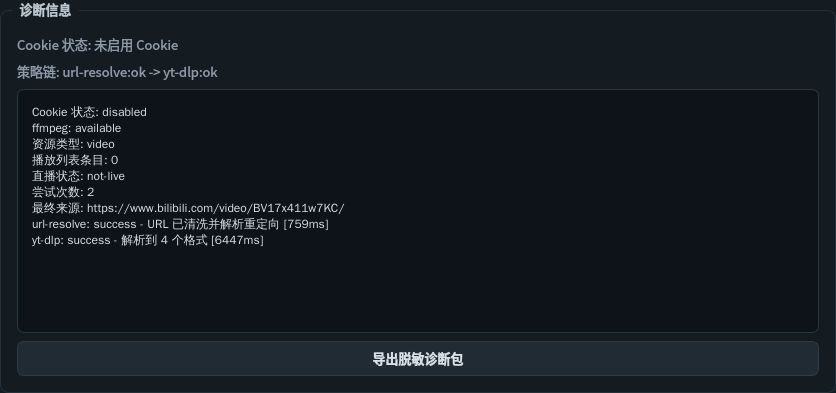 诊断信息
Cookie 状态: 未启用 Cookie
策略链: url-resolve:ok -> yt-dlp:ok
Cookie 状态: disabled
ffmpeg: available
资源类型: video
播放列表条目: 0
直播状态: not-live
尝试次数: 2
最终来源: https://www.bilibili.com/video/BV17x411w7KC/
url-resolve: success - URL 已清洗并解析重定向 [759ms]
yt-dlp: success - 解析到 4 个格式 [6447ms]
导出脱敏诊断包